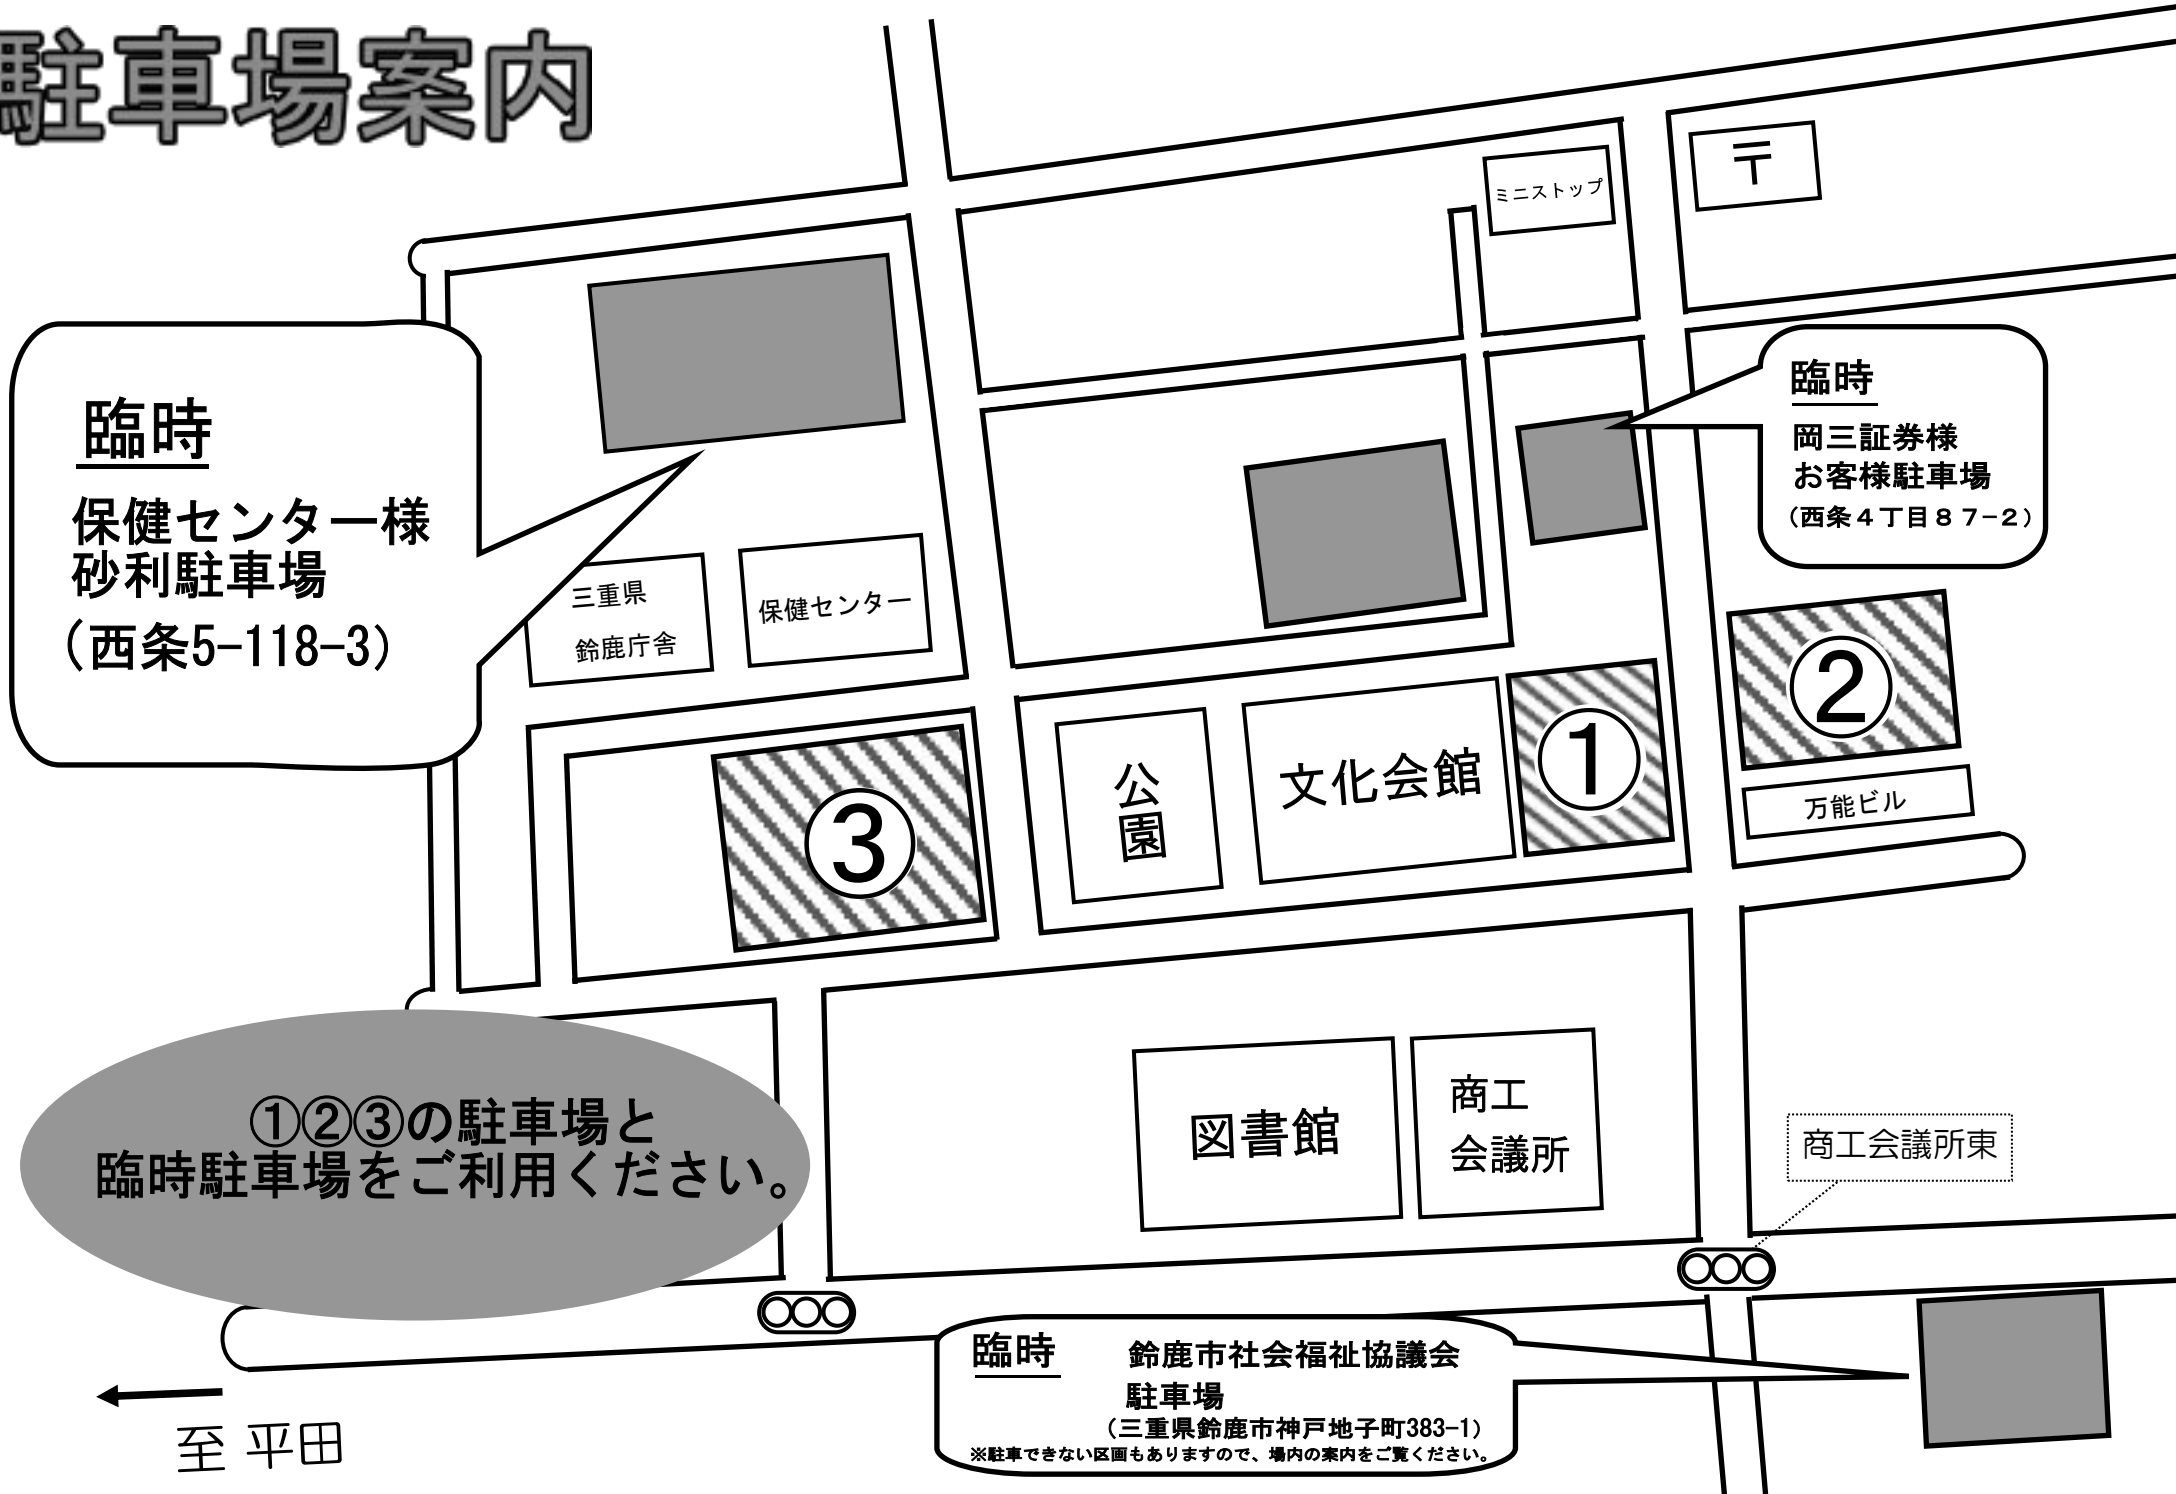 駐車場案内
〒
ミニストップ
臨時
保健センター様
砂利駐車場
（西条5−118−3）
臨時
岡三証券様
お客様駐車場
（西条４丁目８７−２）
三重県
鈴鹿庁舎
保健センター
②
①
文化会館
公園
万能ビル
③
①②③の駐車場と
臨時駐車場をご利用ください。
図書館
商工
会議所
商工会議所東
臨時
鈴鹿市社会福祉協議会
駐車場
（三重県鈴鹿市神戸地子町383−1）
※駐車できない区画もありますので、場内の案内をご覧ください。
至 平田